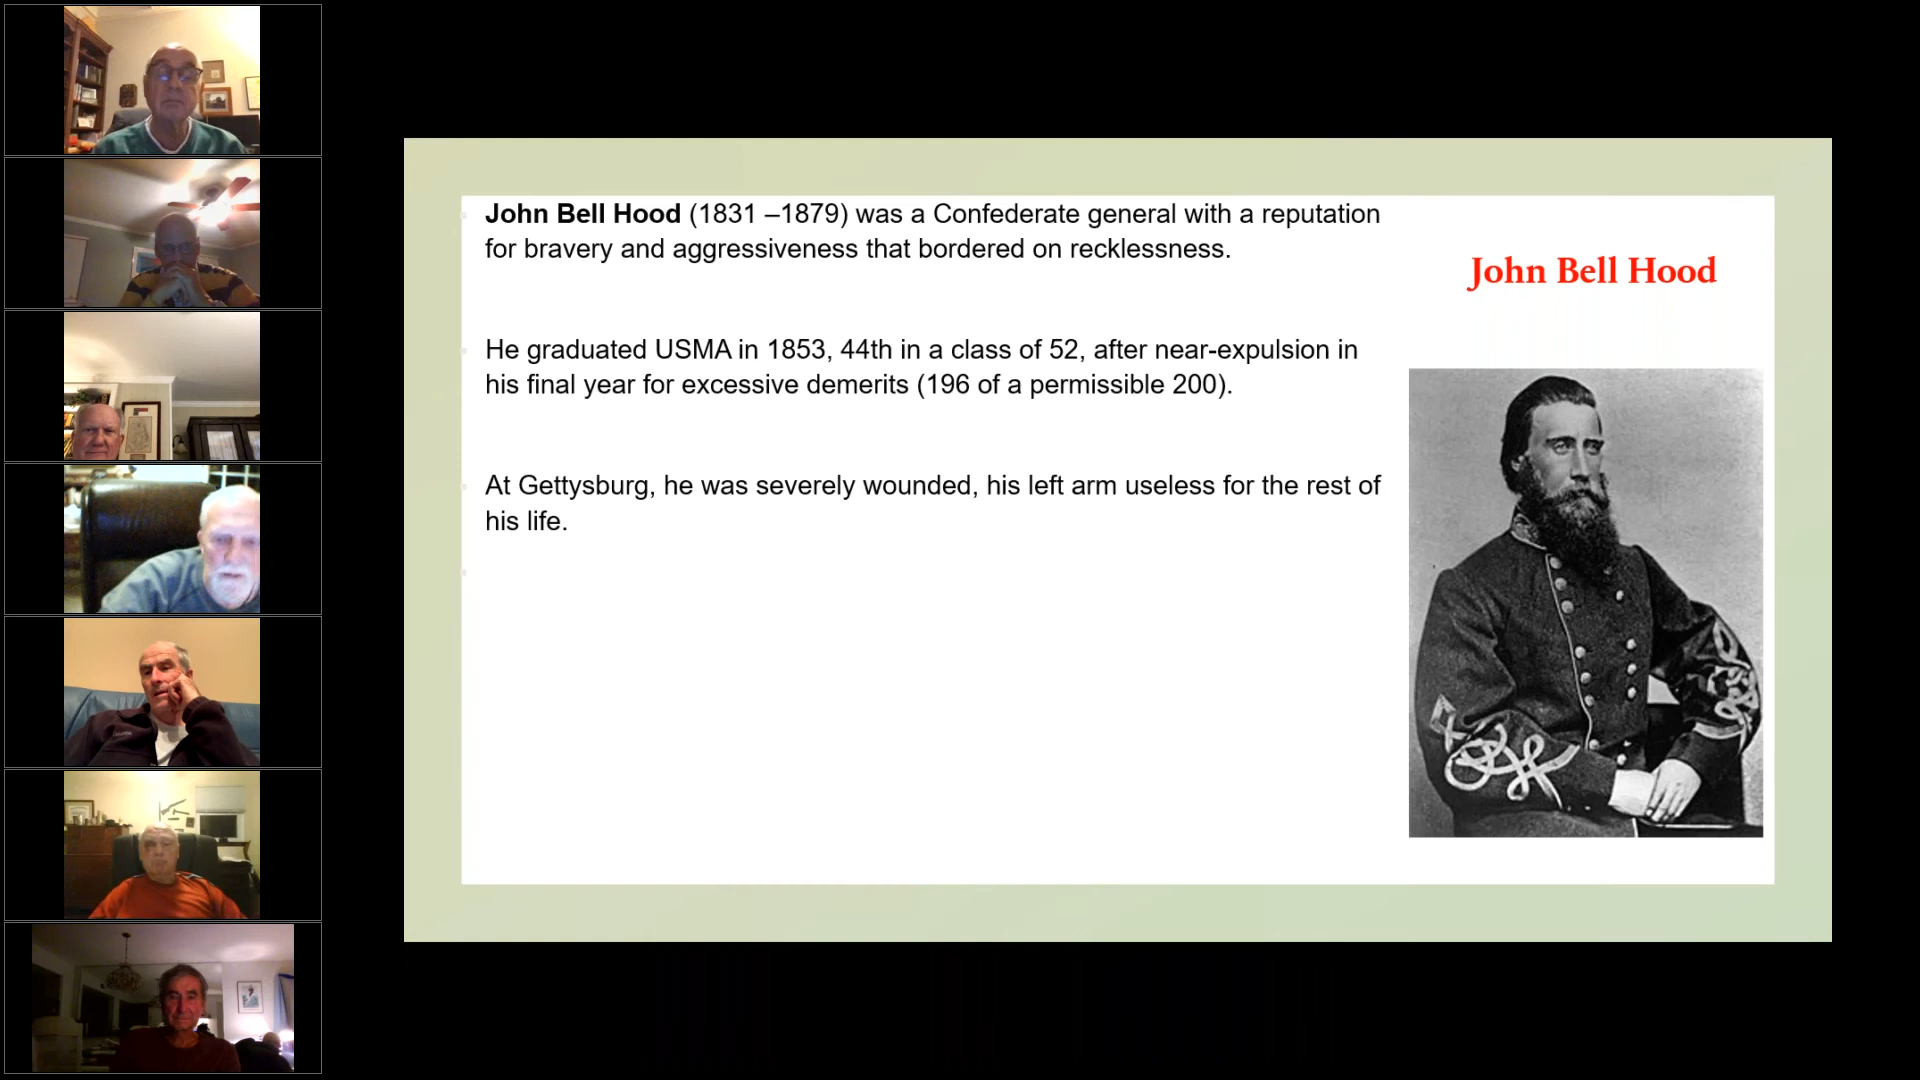 John Bell Hood (1831 –1879) was a Confederate general with a reputation
for bravery and aggressiveness that bordered on recklessness.
John Bell Hood
He graduated USMA in 1853, 44th in a class of 52, after near-expulsion in
his final year for excessive demerits (196 of a permissible 200).
At Gettysburg, he was severely wounded, his left arm useless for the rest of
his life.